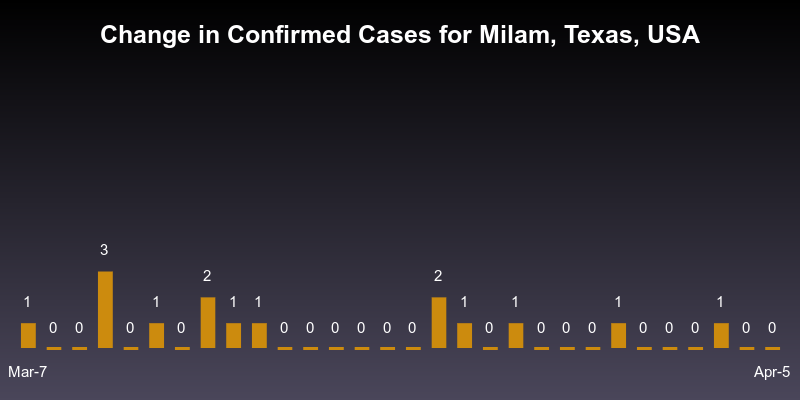 Change in Confirmed Cases for Milam, Texas, USA
3
2 2
1 1 1 1 1 1 1 1
0 0 0 0 0 0 0 0 0 0 0 0 0 0 0 0 0 0 0
Mar-7 Apr-5